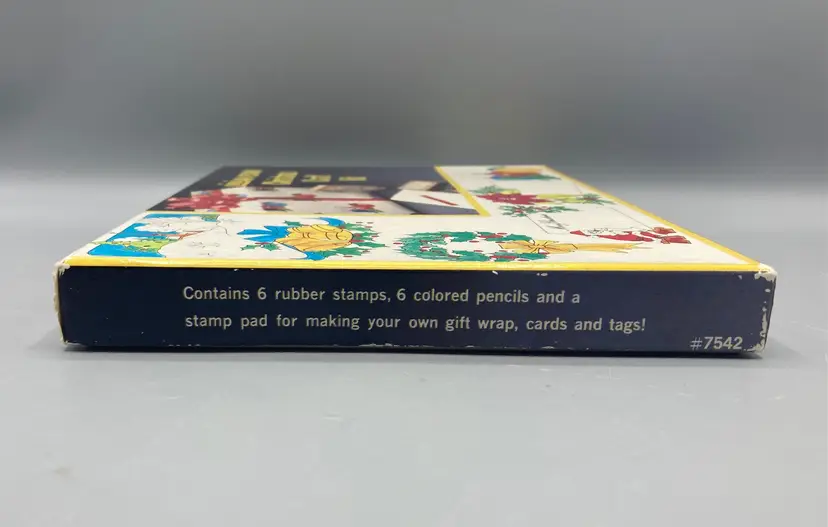 Contains 6 rubber stamps, 6 colored pencils and a
stamp pad for making your own gift wrap, cards and tags!
#7542